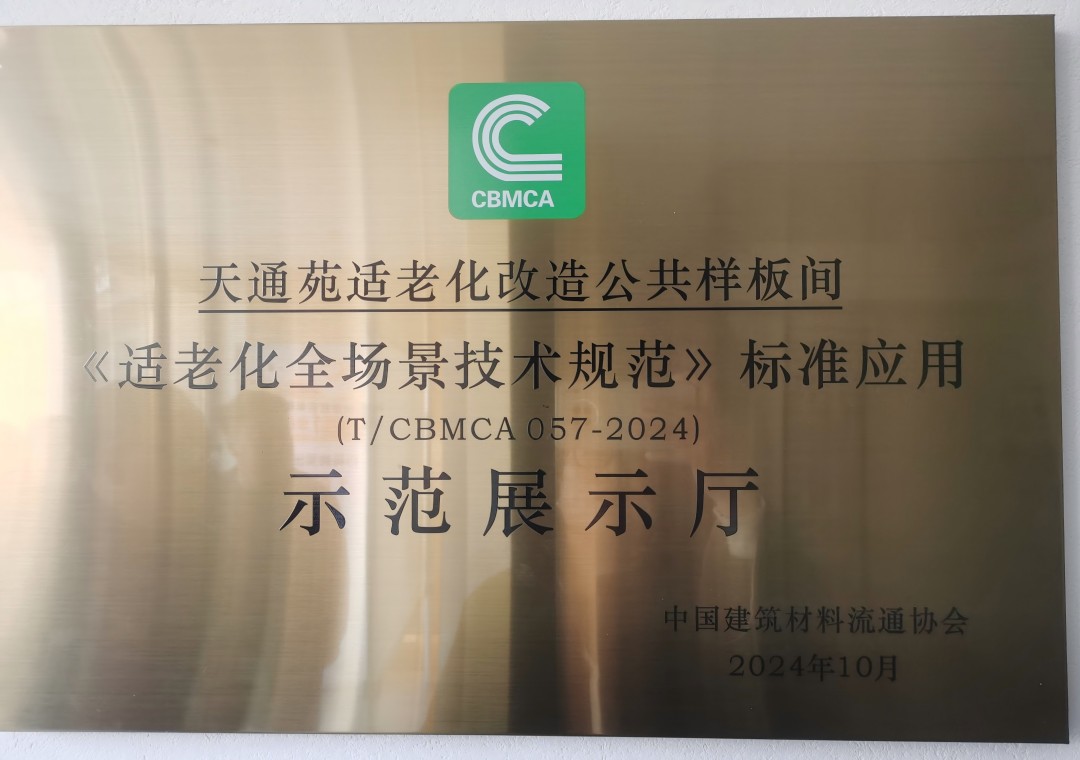 CBMCA
天通苑适老化改造公共样板间
《适老化全场景技术规范》标准应用
(T/CBMCA 057-2024)
示范展示厅
中国建筑材料流通协会
2024年10月